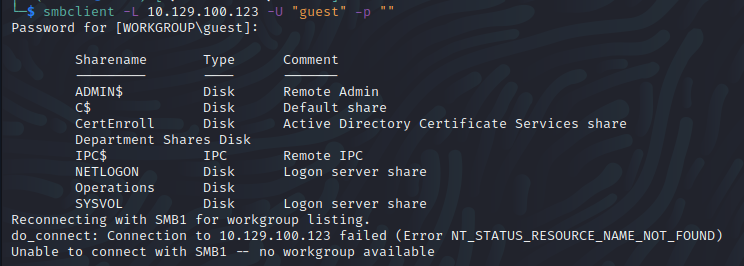 └─$ smbclient -L 10.129.100.123 -U "guest" -p ""
Password for [WORKGROUP\guest]:
Sharename Type Comment
--------- ---- -------
ADMIN$ Disk Remote Admin
C$ Disk Default share
CertEnroll Disk Active Directory Certificate Services share
Department Shares Disk
IPC$ IPC Remote IPC
NETLOGON Disk Logon server share
Operations Disk
SYSVOL Disk Logon server share
Reconnecting with SMB1 for workgroup listing.
do_connect: Connection to 10.129.100.123 failed (Error NT_STATUS_RESOURCE_NAME_NOT_FOUND)
Unable to connect with SMB1 -- no workgroup available